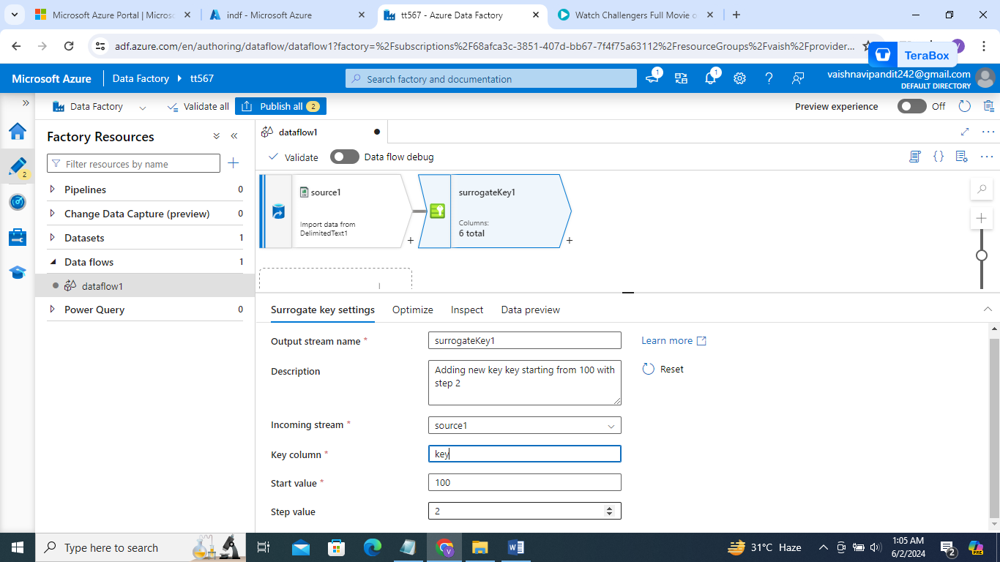 Microsoft Azure Portal | Micros
indf - Microsoft Azure
tt567 - Azure Data Factory
Watch Challengers Full Movie o
adf.azure.com/en/authoring/dataflow/dataflow1?factory=%2Fsubscriptions%2F68afca3c-3851-407d-bb67-7f4f75a63112%2FresourceGroups%2Fvaish%2Fprovider...
V
TeraBox
Microsoft Azure
Data Factory
tt567
Search factory and documentation
1
1
vaishnavipandit242@gmail.com
DEFAULT DIRECTORY
Data Factory
Validate all
Publish all 2
Preview experience
Off
Factory Resources
dataflow1
Filter resources by name
Validate
Data flow debug
2
Pipelines 0
Change Data Capture (preview) 0
Datasets 1
Data flows 1
dataflow1
Power Query 0
source1
Import data from
DelimitedText1
+
surrogateKey1
Columns:
6 total
+
Surrogate key settings
Optimize
Inspect
Data preview
Output stream name *
surrogateKey1
Learn more
Description
Adding new key key starting from 100 with
step 2
Reset
Incoming stream *
source1
Key column *
key
Start value *
100
Step value
2
Type here to search
V
W
31°C Haze
1:05 AM
6/2/2024
2
PRE